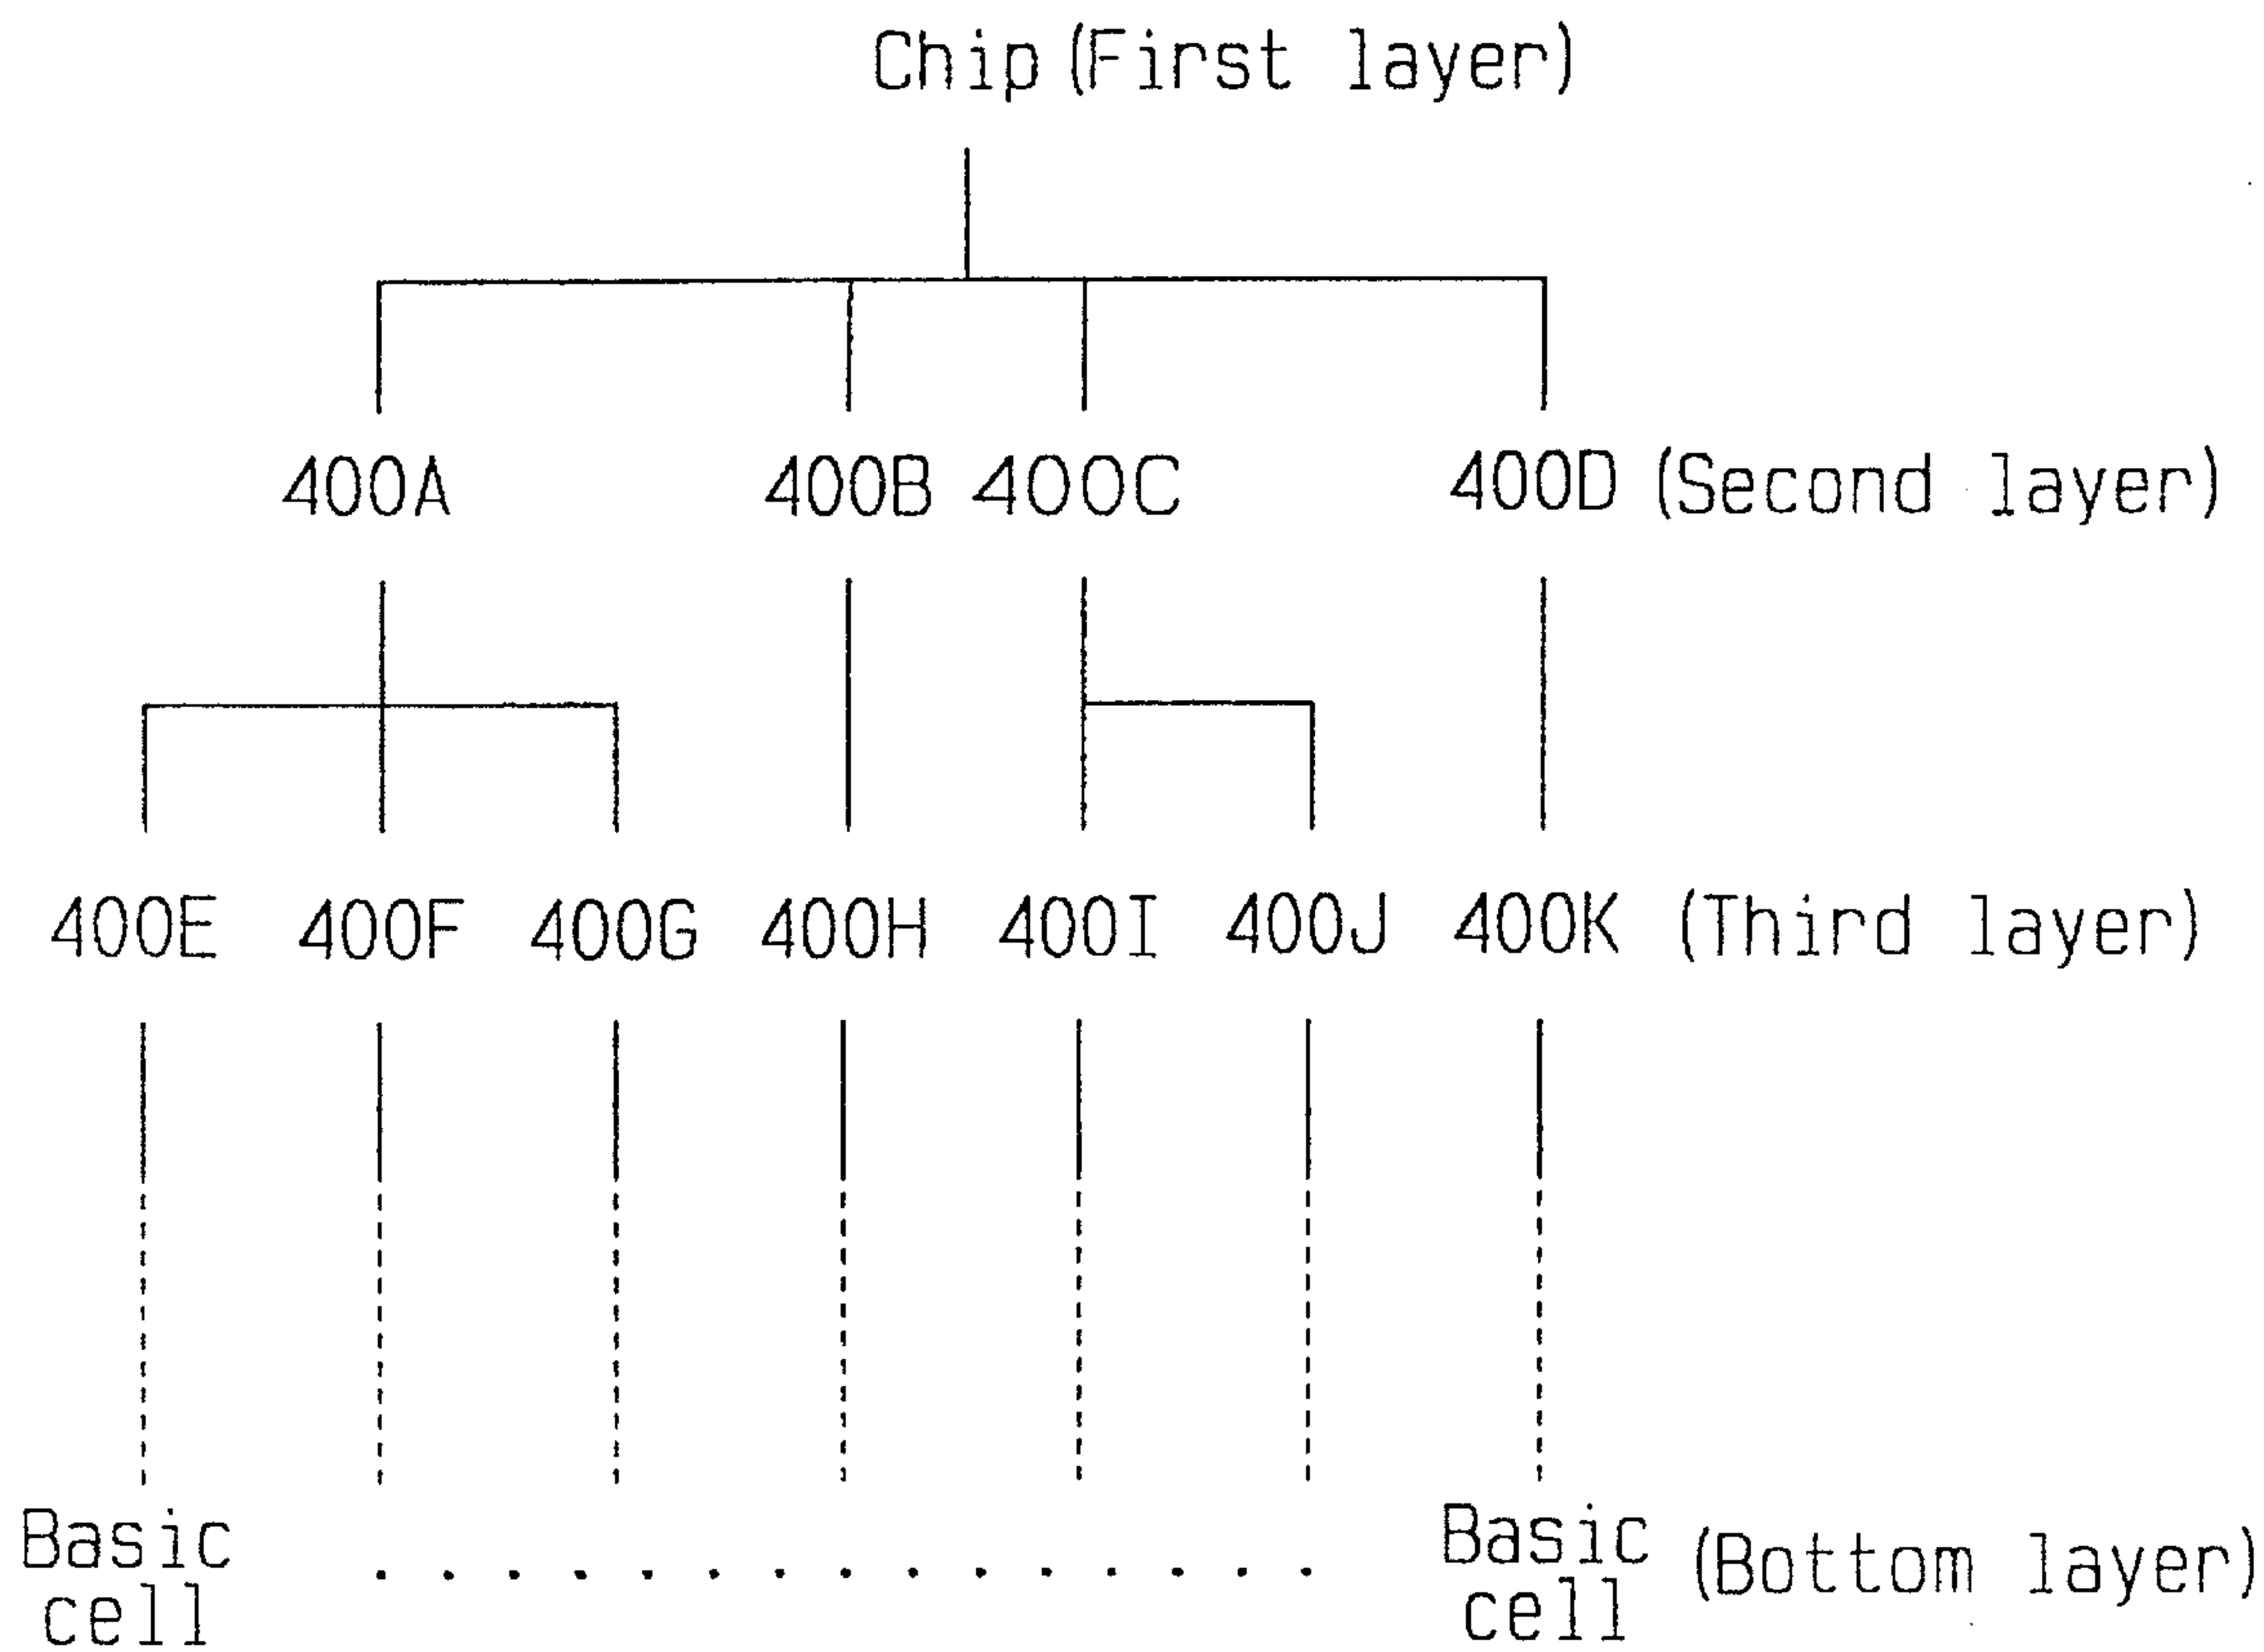 Chip (First layer)
400A 400B 400C 400D (Second layer)
400E 400F 400G 400H 400I 400J 400K (Third layer)
Basic cell Basic cell (Bottom layer)